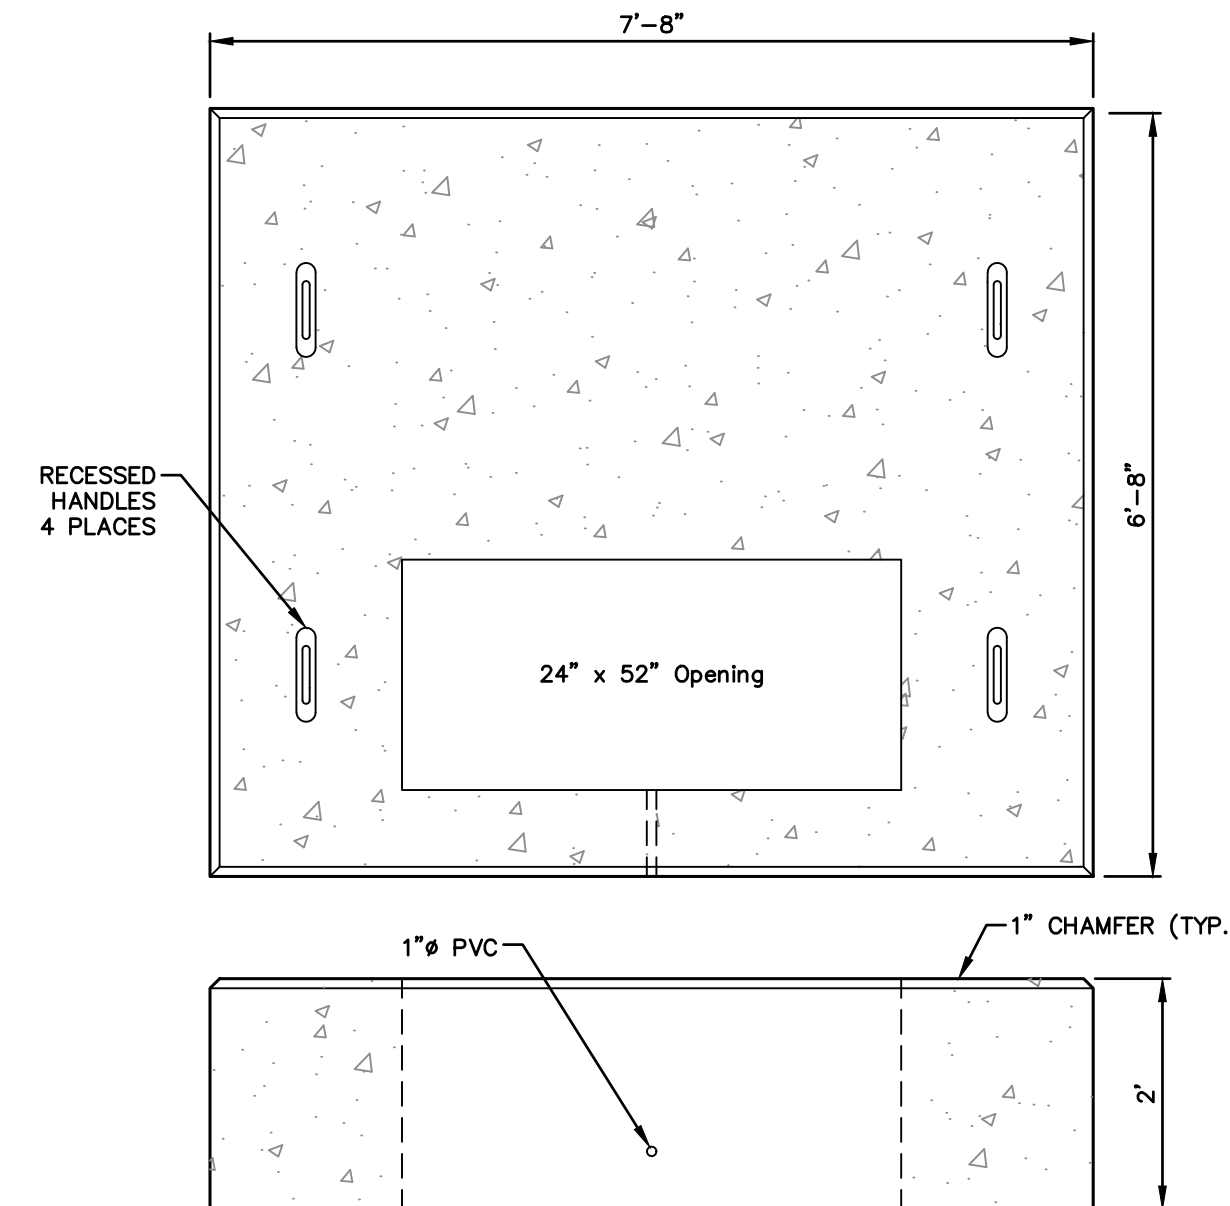 7'-8"
RECESSED
HANDLES
4 PLACES
6'-8"
24" x 52" Opening
1" CHAMFER (TYP.
1"ø PVC
2'